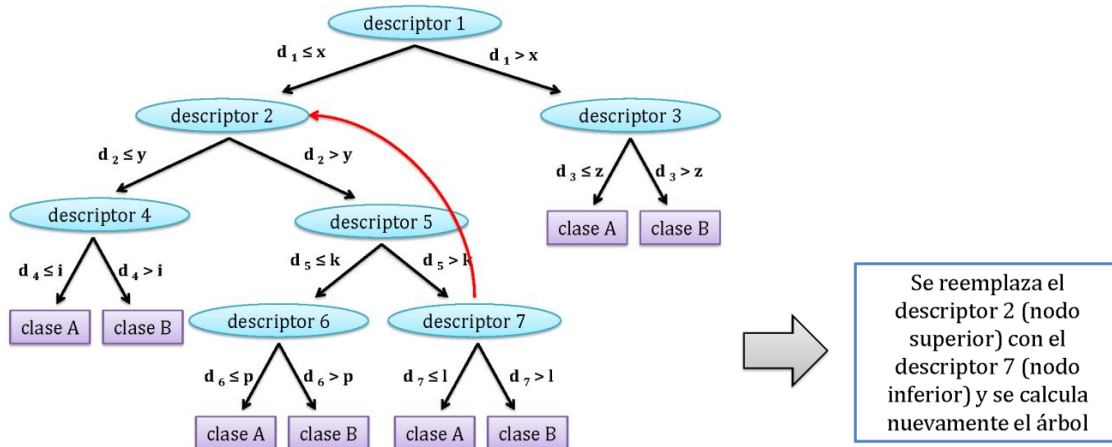 descriptor 1
d 1 ≤ x
d 1 > x
descriptor 2
descriptor 3
d 2 ≤ y
d 2 > y
d 3 ≤ z
d 3 > z
descriptor 4
descriptor 5
clase A
clase B
d 4 ≤ i
d 4 > i
d 5 ≤ k
d 5 > k
clase A
clase B
descriptor 6
descriptor 7
d 6 ≤ p
d 6 > p
d 7 ≤ l
d 7 > l
clase A
clase B
clase A
clase B
Se reemplaza el
descriptor 2 (nodo
superior) con el
descriptor 7 (nodo
inferior) y se calcula
nuevamente el árbol